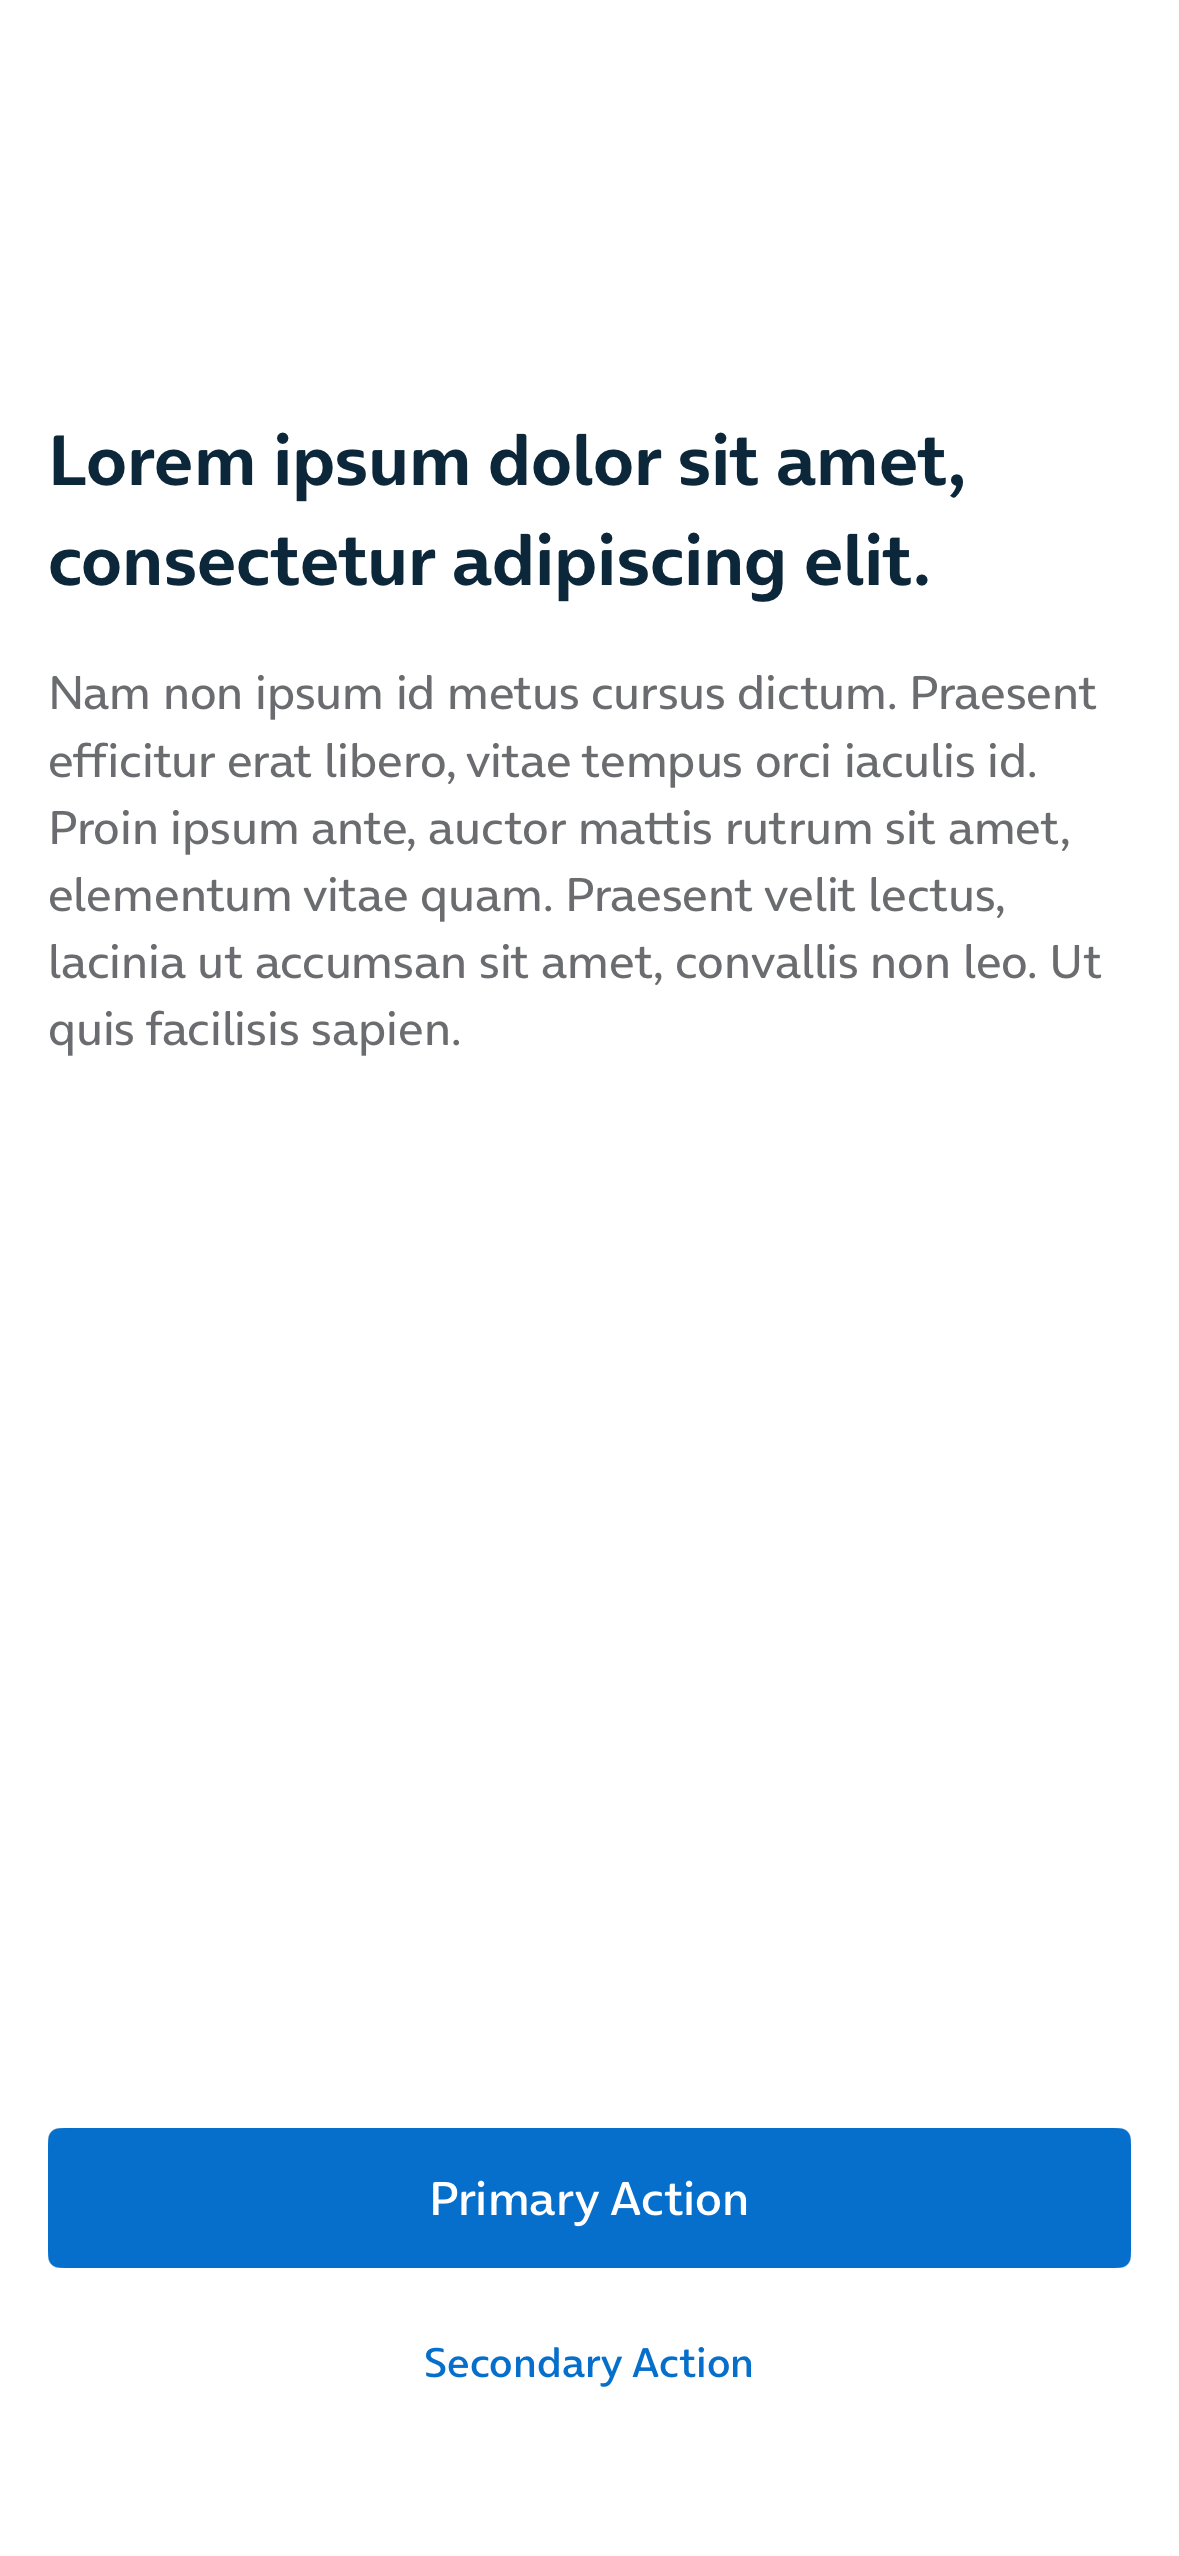 Lorem ipsum dolor sit amet,
consectetur adipiscing elit.
Nam non ipsum id metus cursus dictum. Praesent
efficitur erat libero, vitae tempus orci iaculis id.
Proin ipsum ante, auctor mattis rutrum sit amet,
elementum vitae quam. Praesent velit lectus,
lacinia ut accumsan sit amet, convallis non leo. Ut
quis facilisis sapien.
Primary Action
Secondary Action